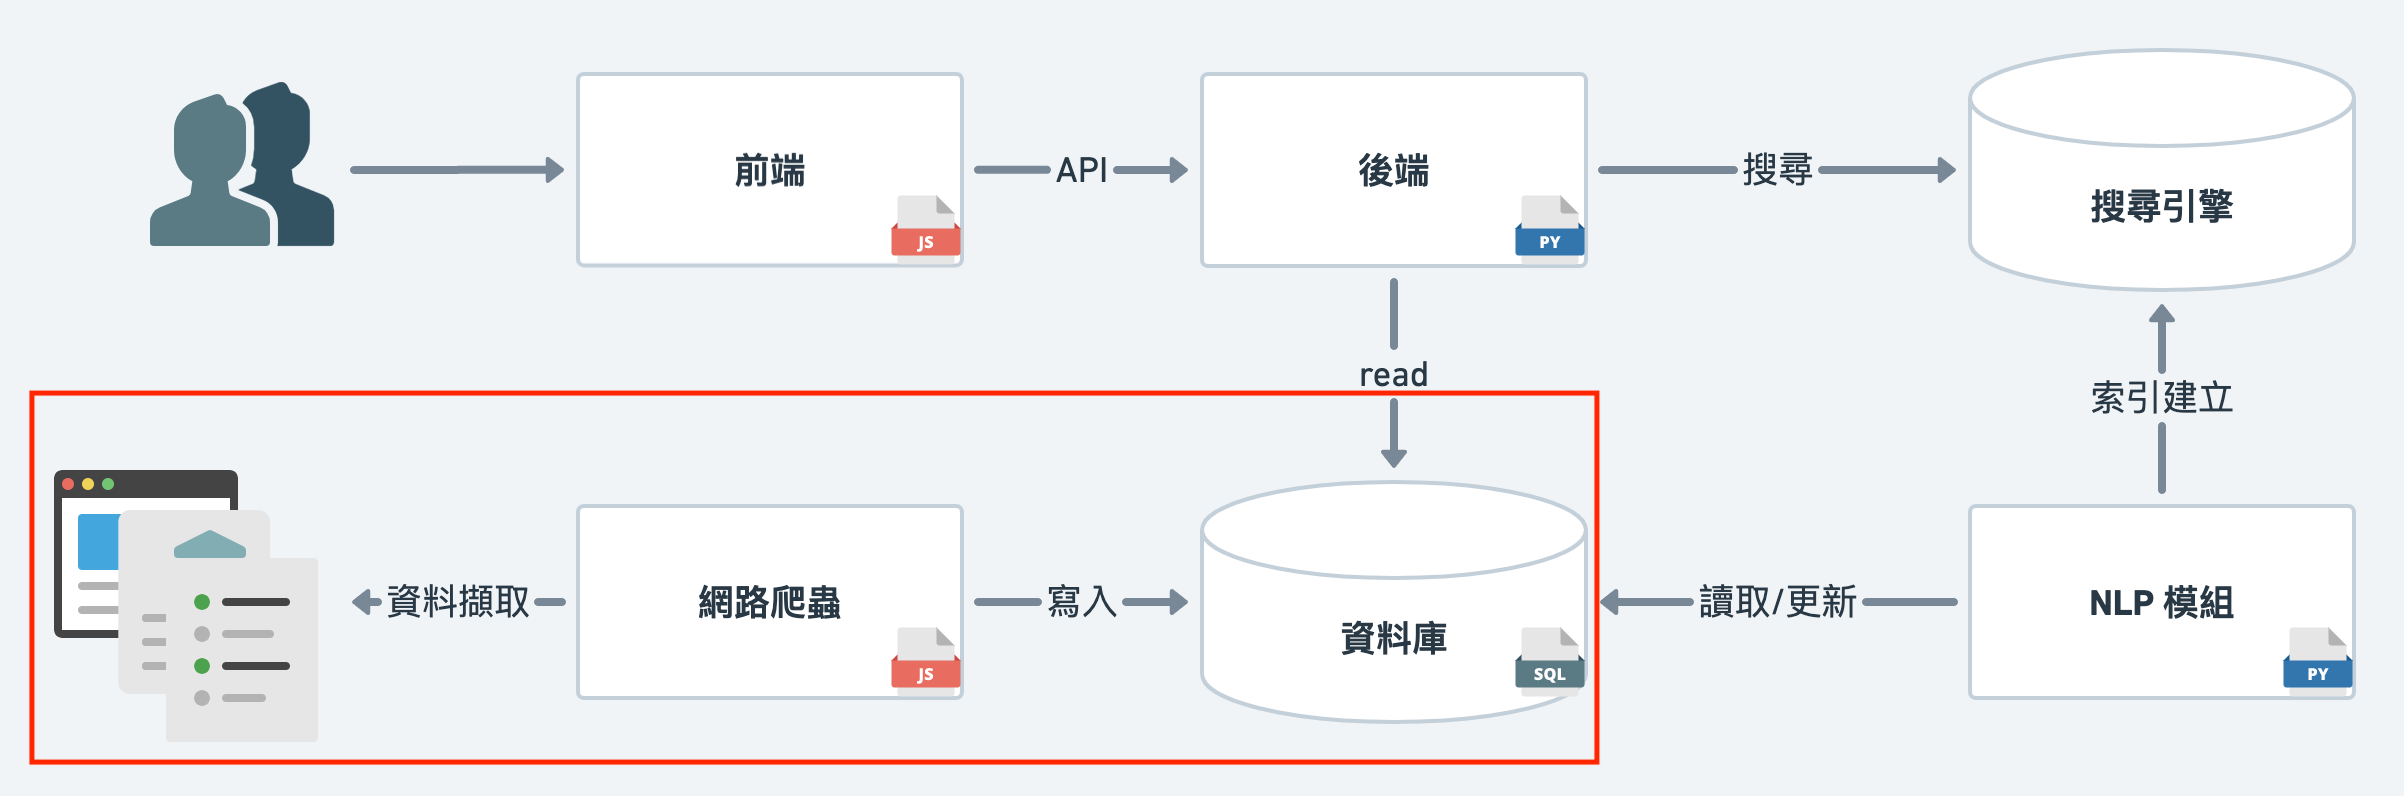 前端
JS
API
後端
PY
搜尋
搜尋引擎
read
索引建立
資料擷取
網路爬蟲
JS
寫入
資料庫
SQL
讀取/更新
NLP 模組
PY